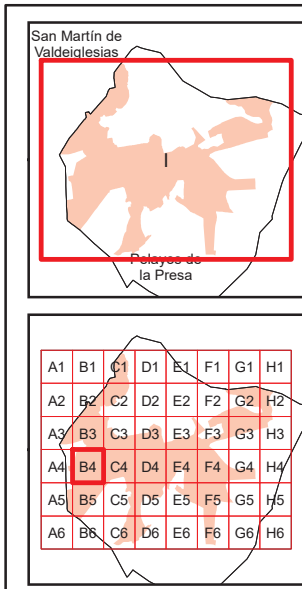 San Martín de
Valdeiglesias
I
Pelayos de
la Presa
A1 B1 C1 D1 E1 F1 G1 H1
A2 B2 C2 D2 E2 F2 G2 H2
A3 B3 C3 D3 E3 F3 G3 H3
A4 B4 C4 D4 E4 F4 G4 H4
A5 B5 C5 D5 E5 F5 G5 H5
A6 B6 C6 D6 E6 F6 G6 H6